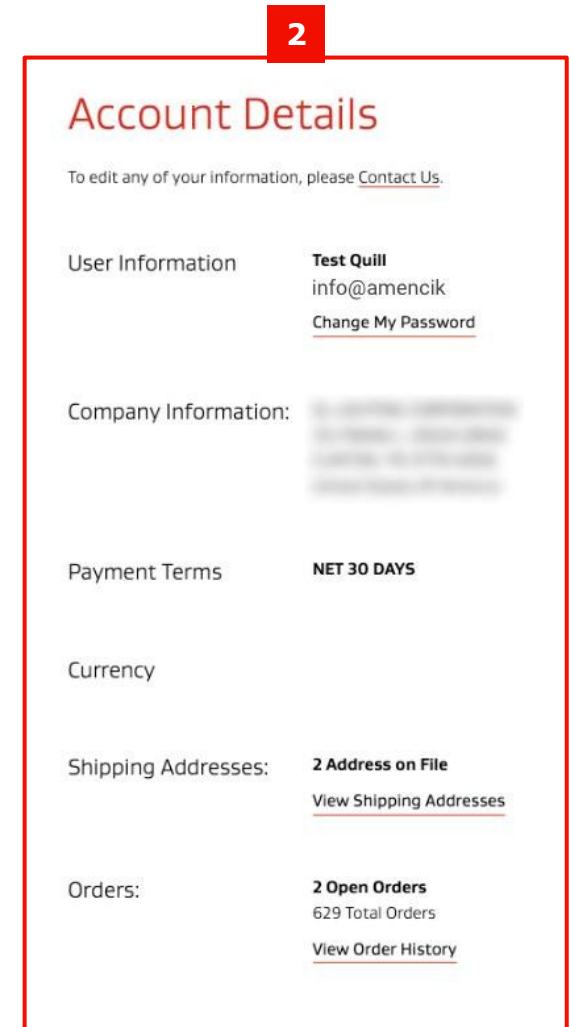 2
Account Details
To edit any of your information, please Contact Us.
User Information
Test Quill
info@amencik
Change My Password
Company Information:
Payment Terms
NET 30 DAYS
Currency
Shipping Addresses:
2 Address on File
View Shipping Addresses
Orders:
2 Open Orders
629 Total Orders
View Order History